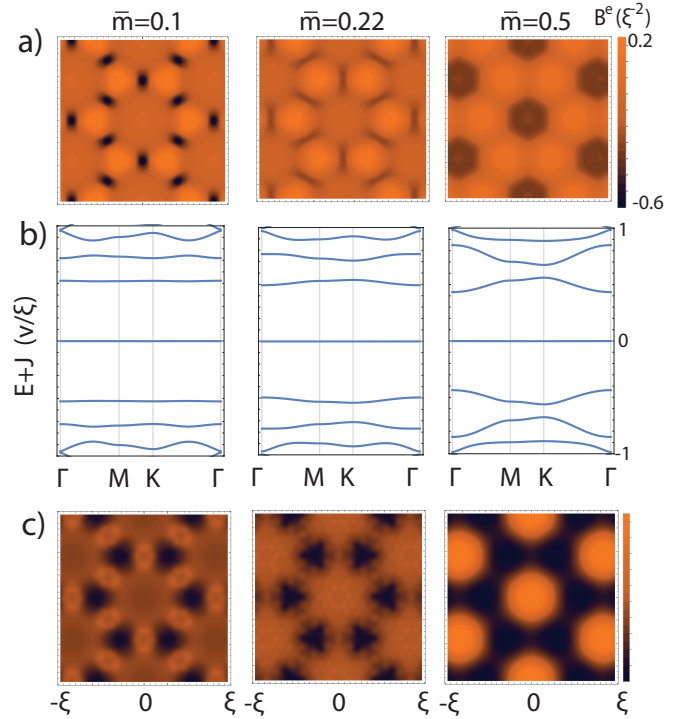 m̄=0.1 m̄=0.22 m̄=0.5 Bᵉ(ξ⁻²)
a) 0.2
-0.6
b) 1
E+J (v/ξ) 0
-1
Γ M K Γ Γ M K Γ Γ M K Γ
c)
-ξ 0 ξ -ξ 0 ξ -ξ 0 ξ